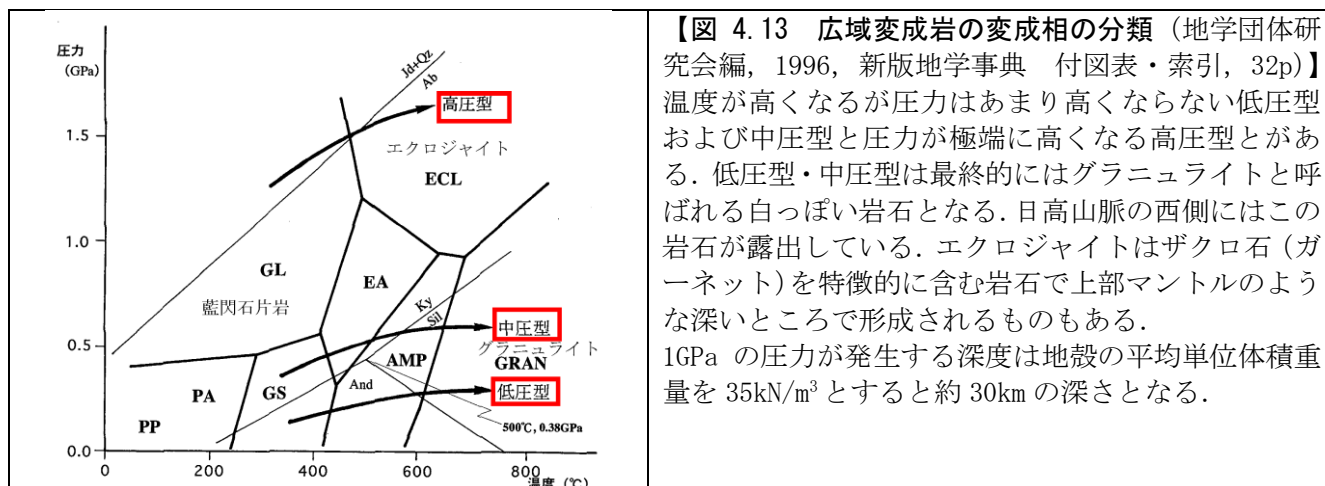 圧力
(GPa)
1.5
1.0
0.5
0.0
0
200
400
600
800
温度 (℃)
Jd+Qz
Ab
高圧型
エクロジャイト
ECL
GL
藍閃石片岩
EA
Ky
Sil
中圧型
グラニュライト
GRAN
AMP
And
低圧型
PA
GS
PP
500℃, 0.38GPa
【図 4.13 広域変成岩の変成相の分類 (地学団体研
究会編, 1996, 新版地学事典 付図表・索引, 32p)】
温度が高くなるが圧力はあまり高くならない低圧型
および中圧型と圧力が極端に高くなる高圧型とがあ
る. 低圧型・中圧型は最終的にはグラニュライトと呼
ばれる白っぽい岩石となる. 日高山脈の西側にはこの
岩石が露出している. エクロジャイトはザクロ石 (ガ
ーネット)を特徴的に含む岩石で上部マントルのよう
な深いところで形成されるものもある.
1GPa の圧力が発生する深度は地殻の平均単位体積重
量を 35kN/m³とすると約 30km の深さとなる.